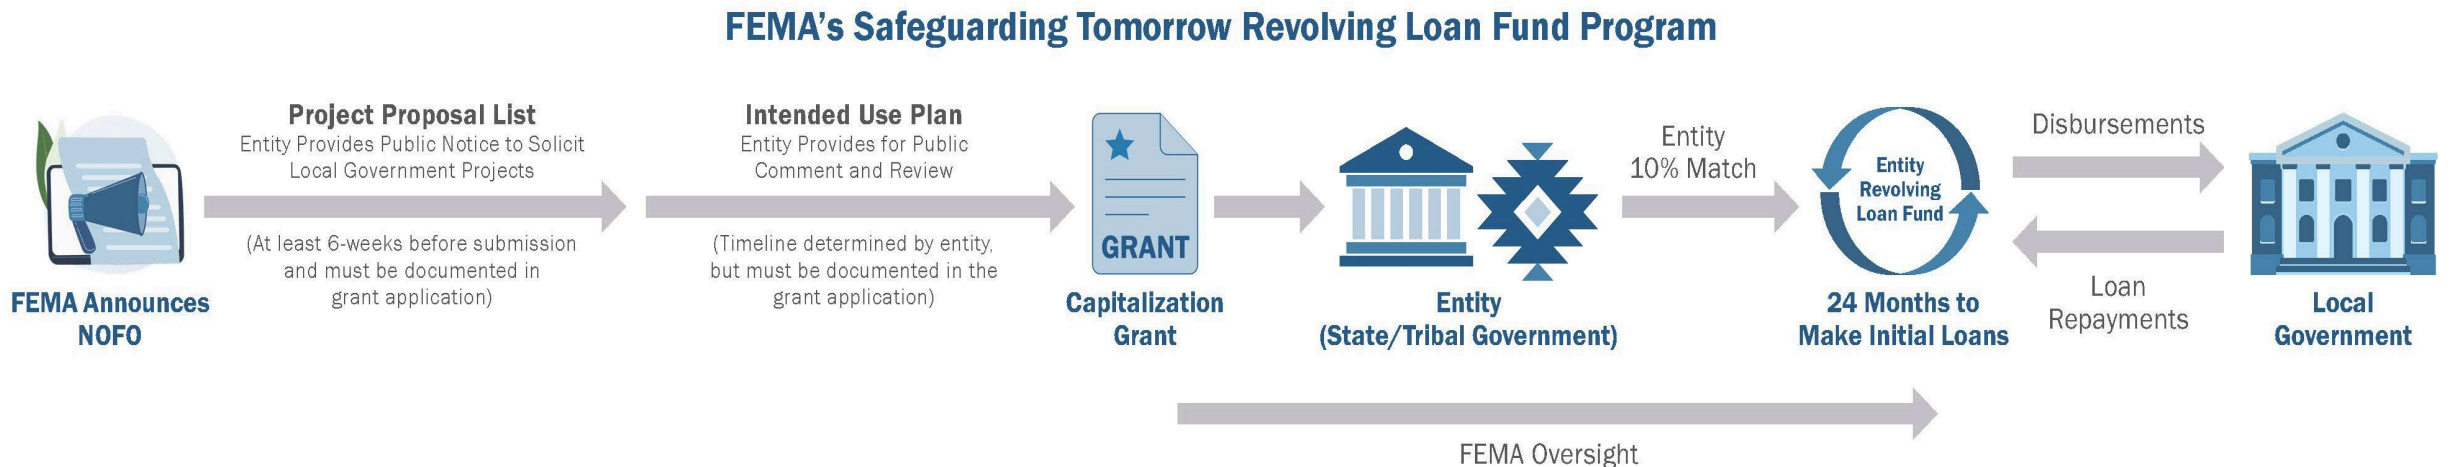 FEMA's Safeguarding Tomorrow Revolving Loan Fund Program
FEMA Announces
NOFO
Project Proposal List
Entity Provides Public Notice to Solicit
Local Government Projects
(At least 6-weeks before submission
and must be documented in
grant application)
Intended Use Plan
Entity Provides for Public
Comment and Review
(Timeline determined by entity,
but must be documented in the
grant application)
GRANT
Capitalization
Grant
Entity
(State/Tribal Government)
Entity
10% Match
Entity
Revolving
Loan Fund
24 Months to
Make Initial Loans
Disbursements
Loan
Repayments
Local
Government
FEMA Oversight